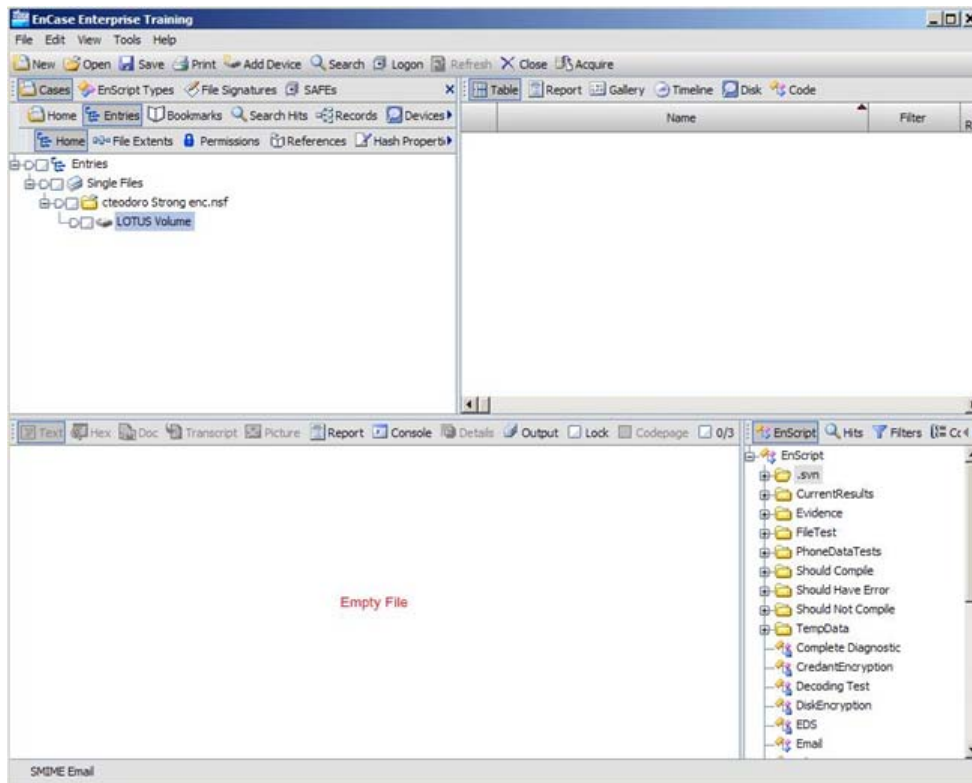 EnCase Enterprise Training
File Edit View Tools Help
New Open Save Print Add Device Search Logon Refresh Close Acquire
Cases EnScript Types File Signatures SAFEs
Table Report Gallery Timeline Disk Code
Home Entries Bookmarks Search Hits Records Devices
Name Filter
Home File Extents Permissions References Hash Properti
Entries
Single Files
cteodoro Strong enc.nsf
LOTUS Volume
Text Hex Doc Transcript Picture Report Console Details Output Lock Codepage 0/3
EnScript Hits Filters
Empty File
EnScript
.svn
CurrentResults
Evidence
FileTest
PhoneDataTests
Should Compile
Should Have Error
Should Not Compile
TempData
Complete Diagnostic
CredantEncryption
Decoding Test
DiskEncryption
EDS
Email
SMIME Email